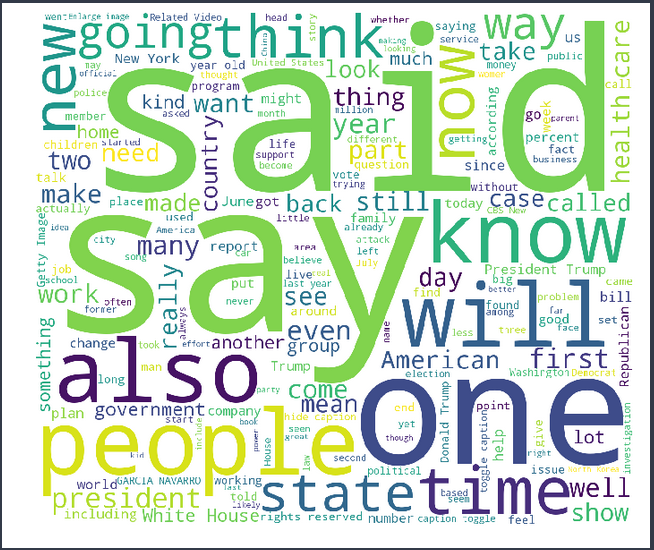 went Enlarge image Related Video head whether story making looking saying service way us
new going think
may official New York year old thought United States China look much take public money women
police program kind want might million thing said now call
member asked month according health care
home started life support become different year getting go parent week
children two need country question part since percent fact business
talk vote trying without
make place made June got back still case called
actually used little family today CBS New
Getty Images idea America believe already know
city song many report area attack left President Trump came
job school car live July day big better
work often really put last year say find found among problem bill
former always never see around real will good far face set
change took effort another even group name less three
something also man Trump American first Republican
long party come election Washington Democrat
plan government company mean one
start hide caption end point lot
people include book power House seen great yet though Donald Trump toggle caption give investigation
kid law second help right
world GARCIA NAVARRO working political issue North Korea
president last told state time based seem well
including White House likely rights reserved number caption toggle feel show